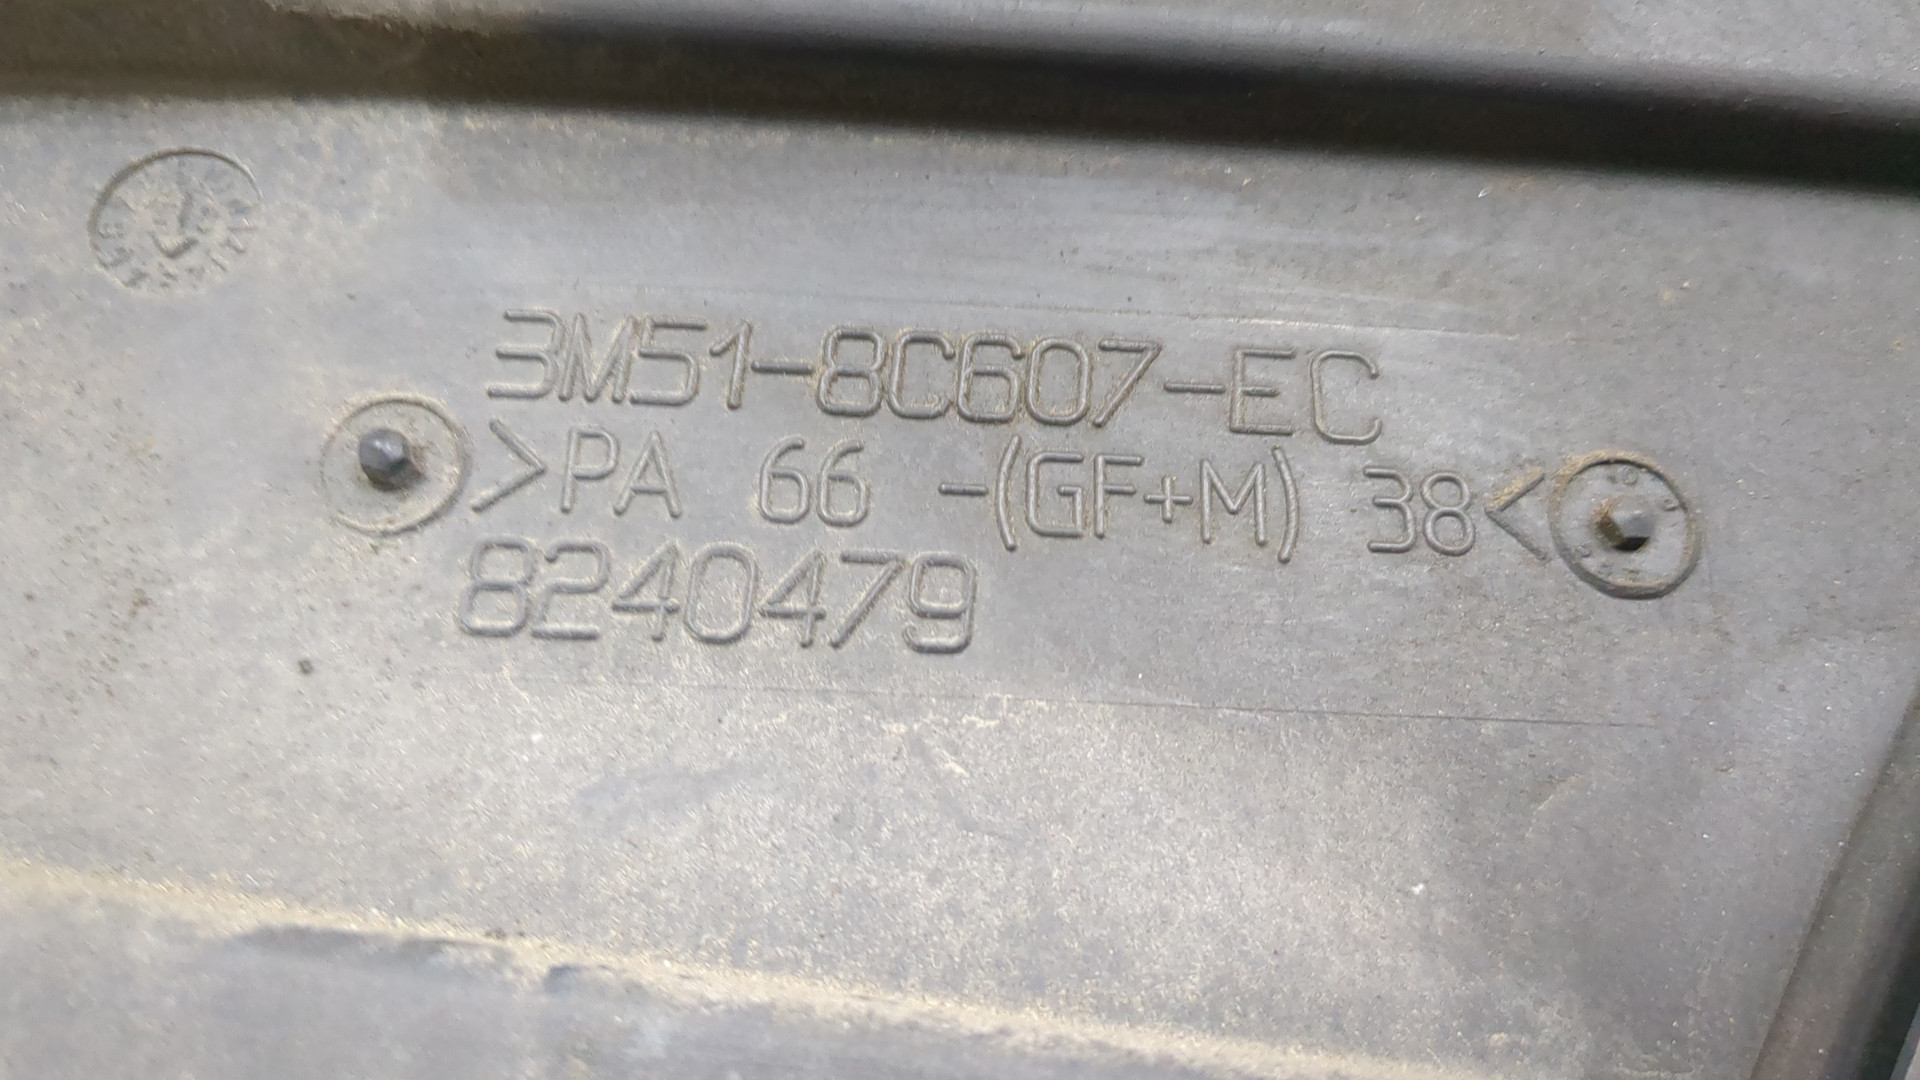 3M51-8C607-EC
>PA 66 -(GF+M) 38<
8240479